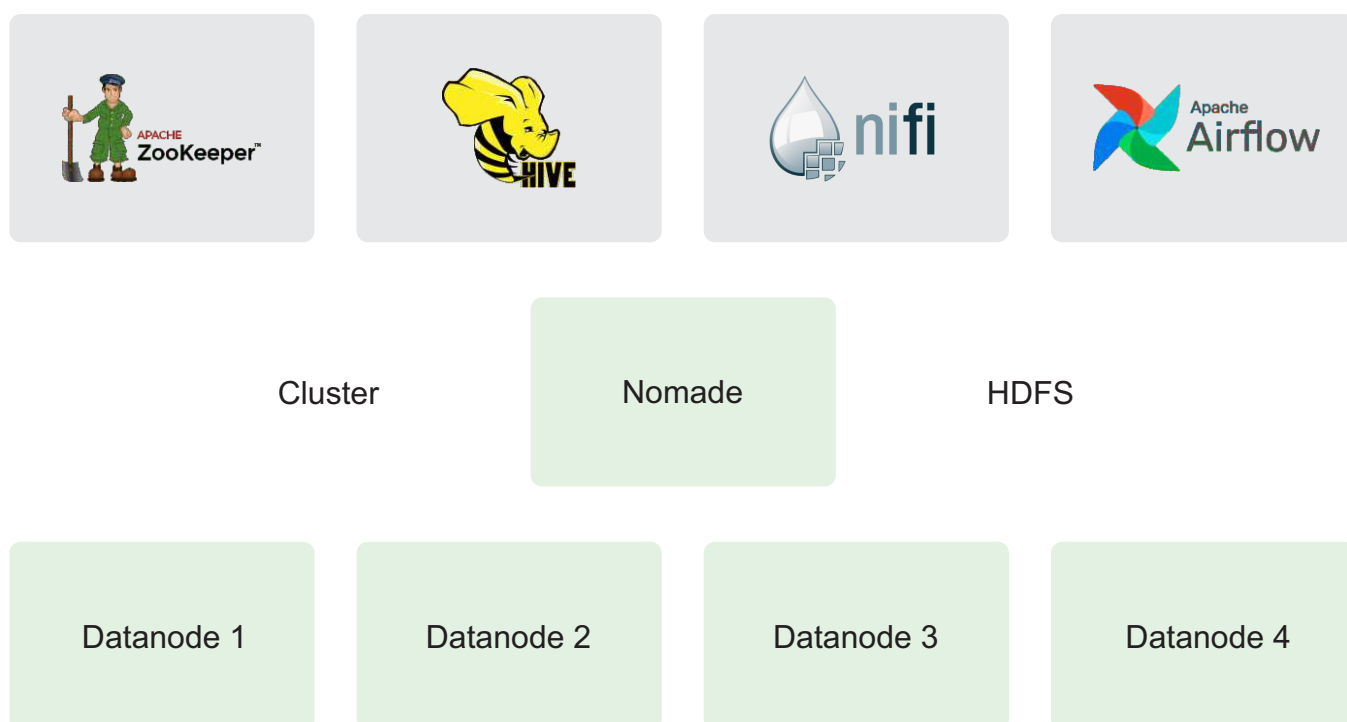 APACHE
ZooKeeper™
HIVE
nifi
Apache
Airflow
Cluster
Nomade
HDFS
Datanode 1
Datanode 2
Datanode 3
Datanode 4